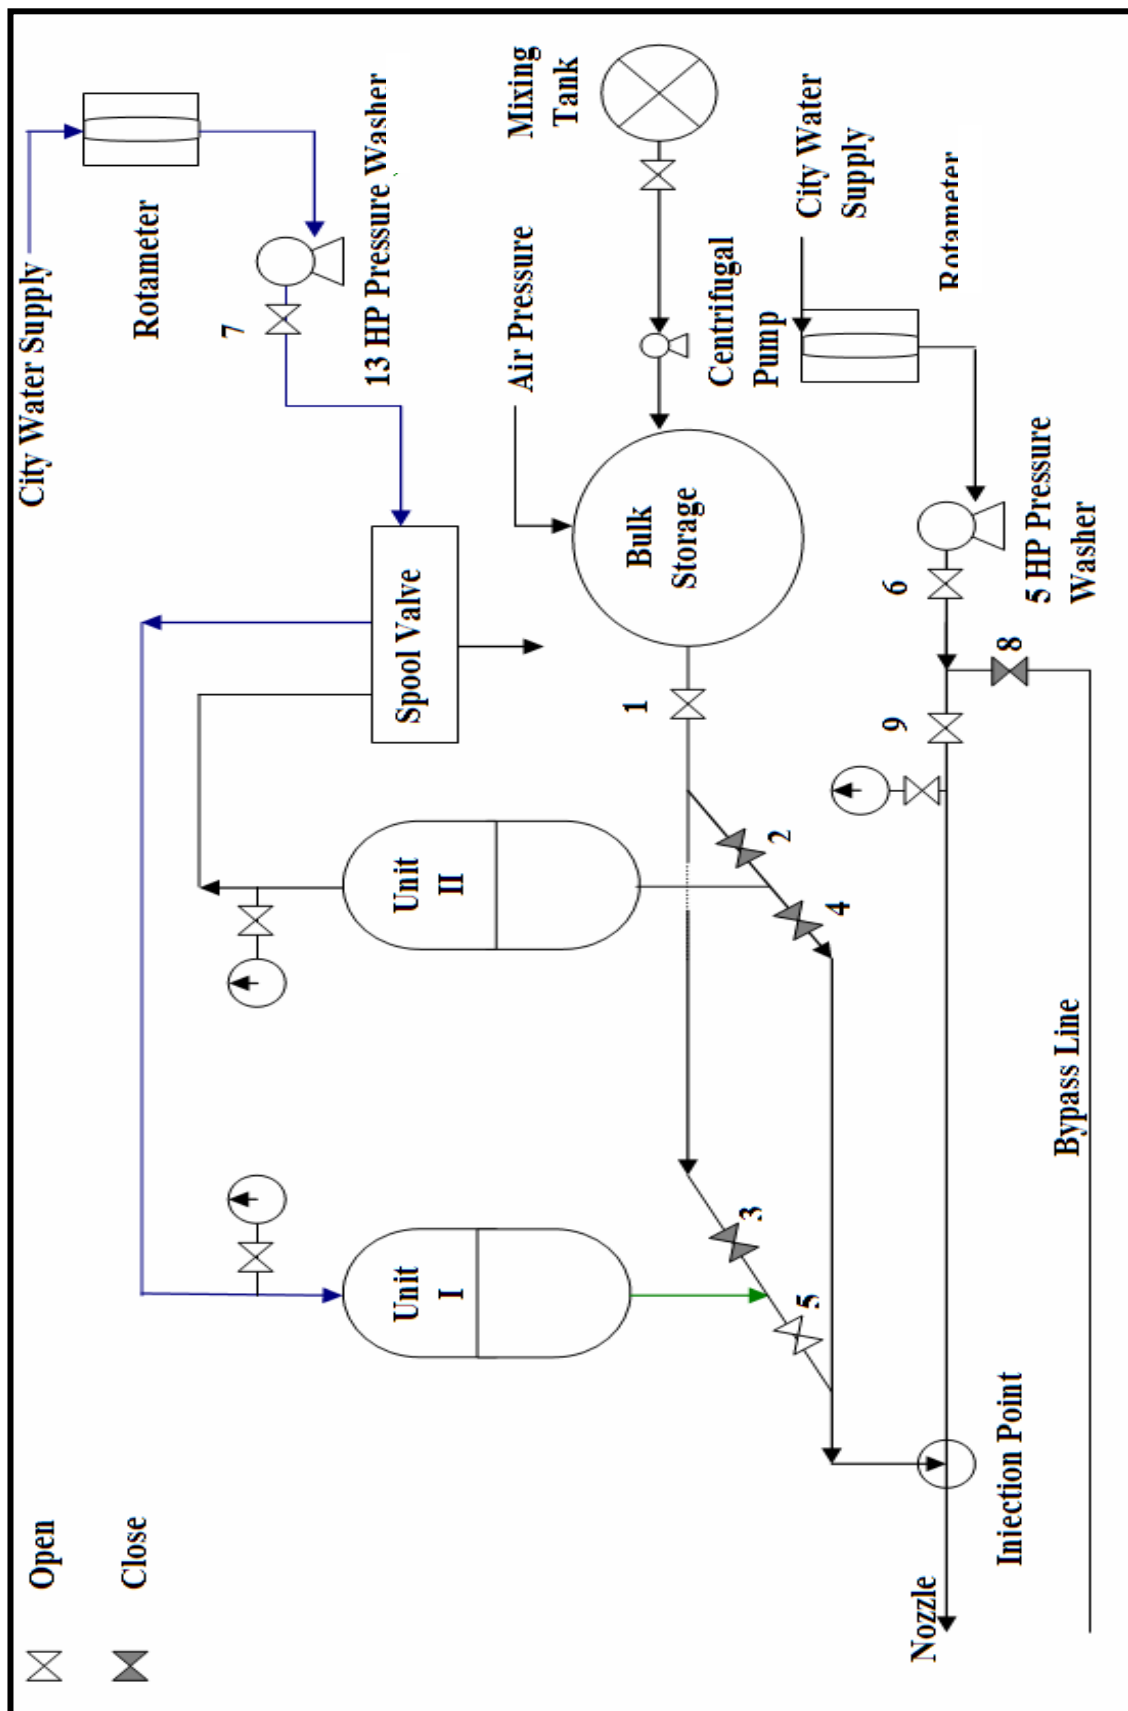 Open
Close
City Water Supply
Rotameter
7
13 HP Pressure Washer
Spool Valve
Air Pressure
Mixing
Tank
Centrifugal
Pump
City Water
Supply
Rotameter
Bulk
Storage
1
Unit
II
Unit
I
2
4
3
5
6
9
8
5 HP Pressure
Washer
Bypass Line
Injection Point
Nozzle